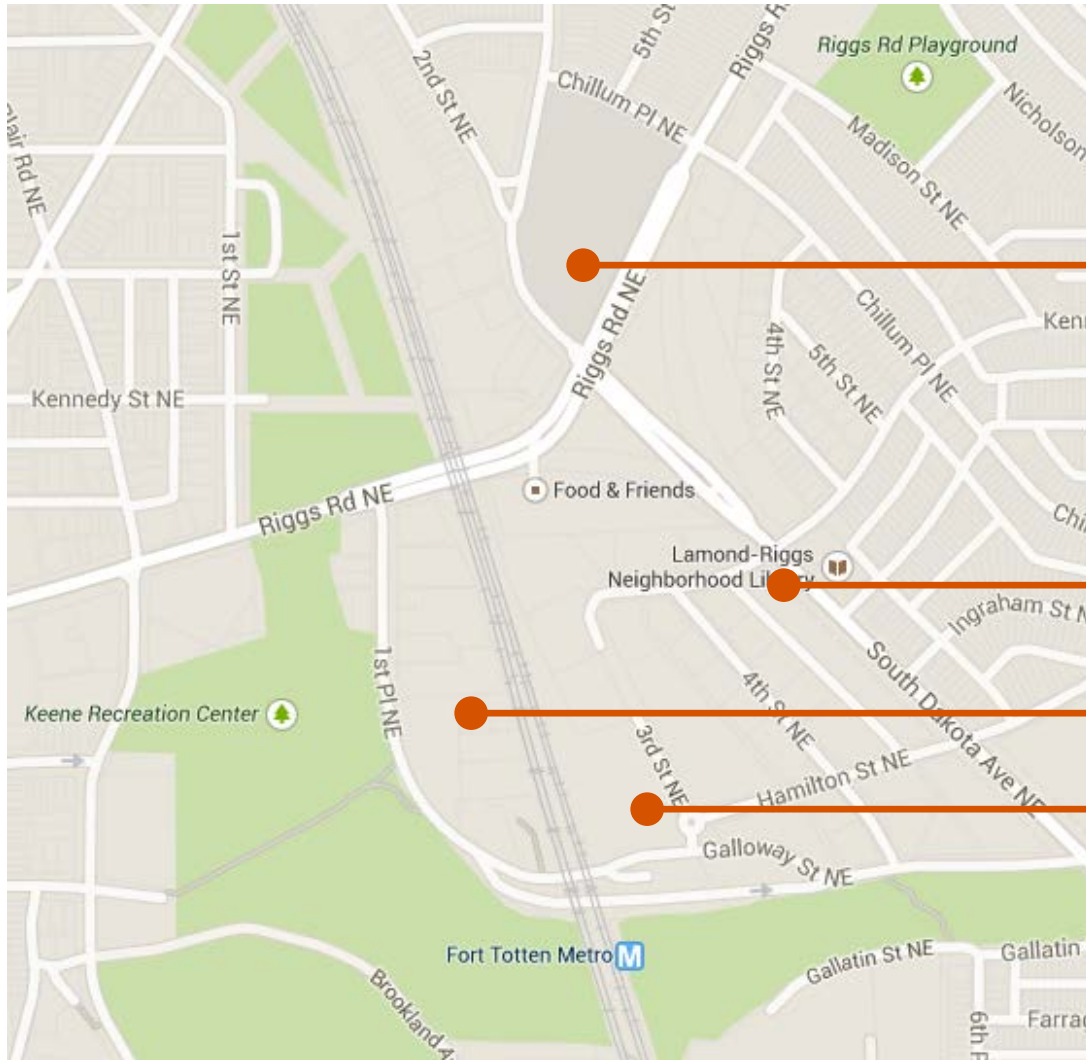 5th St
Riggs R
Riggs Rd Playground
2nd St NE
Chillum Pl NE
Nicholson
Madison St NE
lair Rd NE
1st St NE
Riggs Rd NE
4th St NE
Chillum Pl NE
Ken
5th St NE
Kennedy St NE
Riggs Rd NE
Food & Friends
Chi
Lamond-Riggs
Neighborhood Library
Ingraham St N
1st Pl NE
4th St NE
South Dakota Ave NE
Keene Recreation Center
3rd St NE
Hamilton St NE
Galloway St NE
Fort Totten Metro M
Gallatin St NE
Gallatin
Brookland 4
6th P
Farrag